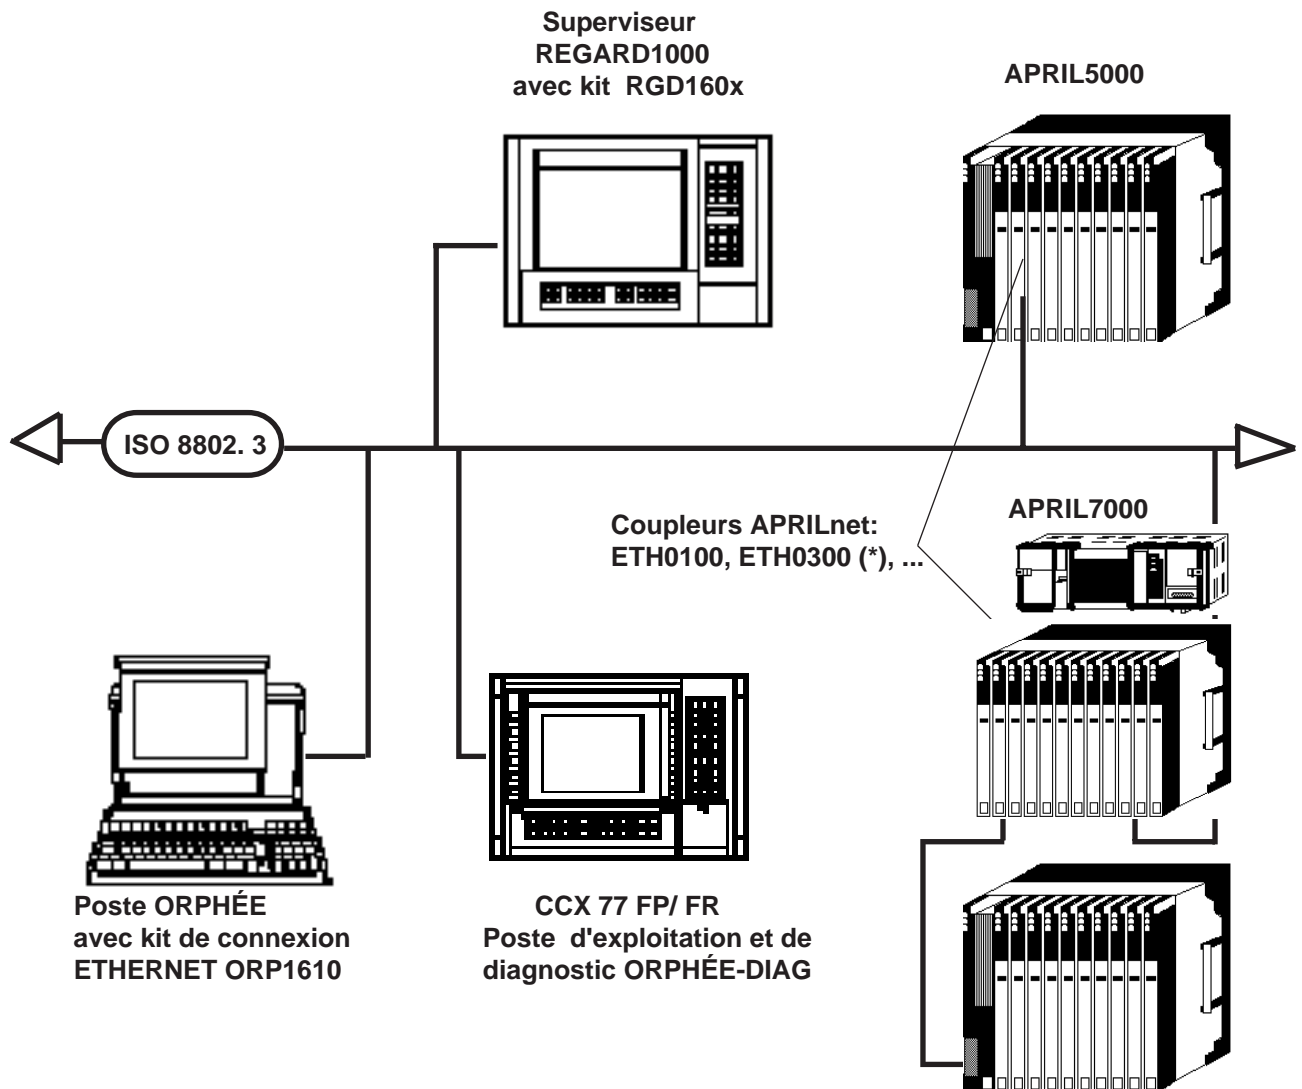 Superviseur
REGARD1000
avec kit RGD160x
APRIL5000
ISO 8802. 3
Coupleurs APRILnet:
ETH0100, ETH0300 (*), ...
APRIL7000
Poste ORPHÉE
avec kit de connexion
ETHERNET ORP1610
CCX 77 FP/ FR
Poste d'exploitation et de
diagnostic ORPHÉE-DIAG